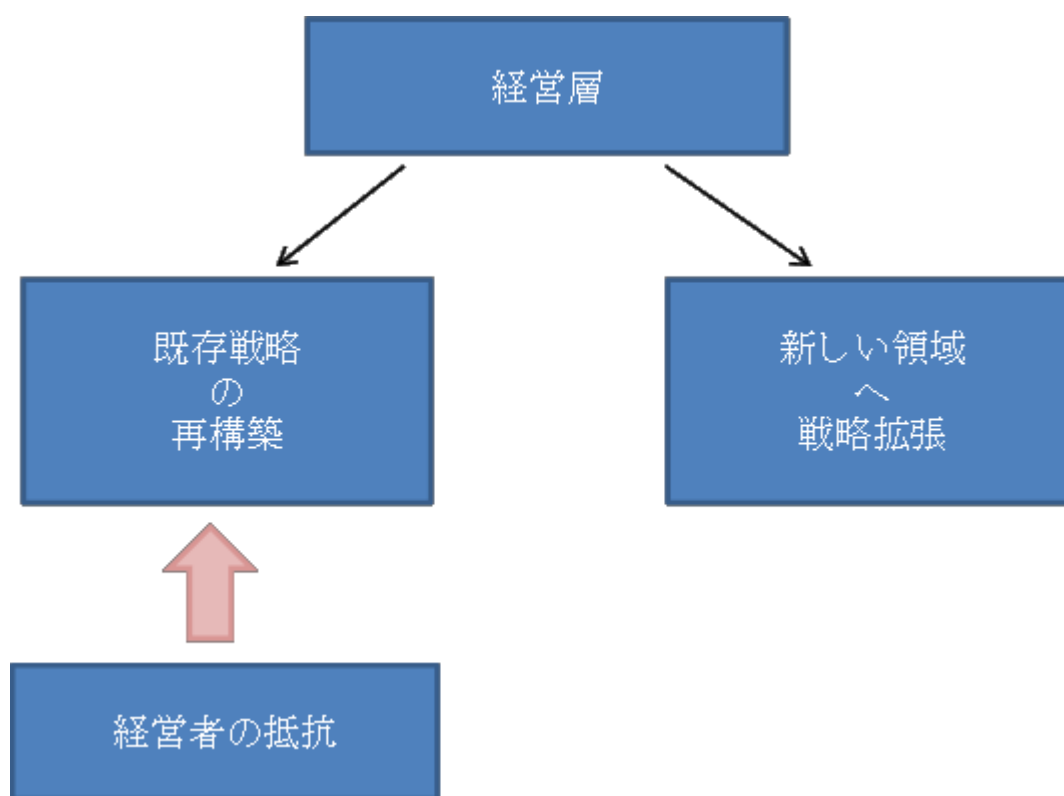 経営層
既存戦略
の
再構築
新しい領域
へ
戦略拡張
経営者の抵抗